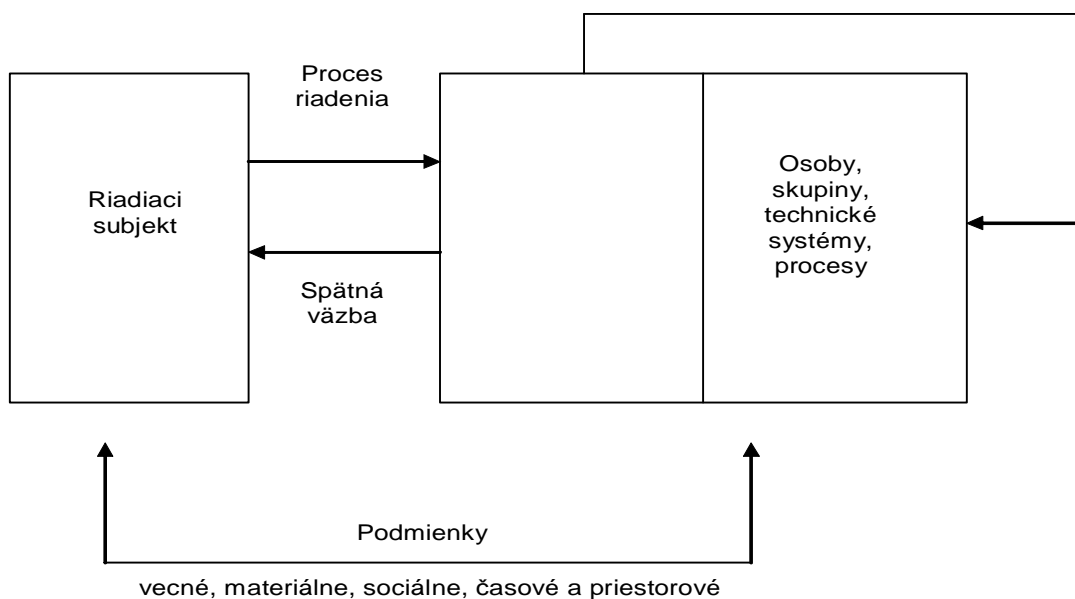 Proces
riadenia
Riadiaci
subjekt
Spätná
väzba
Osoby,
skupiny,
technické
systémy,
procesy
Podmienky
vecné, materiálne, sociálne, časové a priestorové